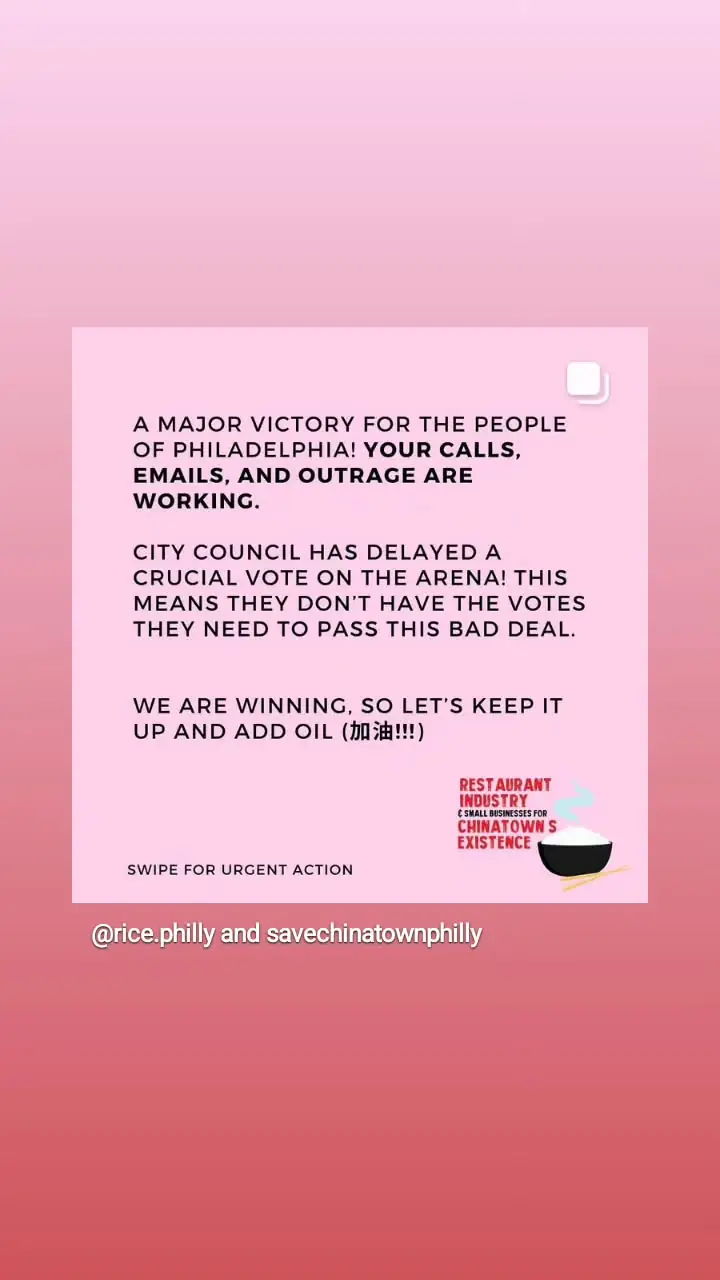 A MAJOR VICTORY FOR THE PEOPLE
OF PHILADELPHIA! YOUR CALLS,
EMAILS, AND OUTRAGE ARE
WORKING.
CITY COUNCIL HAS DELAYED A
CRUCIAL VOTE ON THE ARENA! THIS
MEANS THEY DON'T HAVE THE VOTES
THEY NEED TO PASS THIS BAD DEAL.
WE ARE WINNING, SO LET'S KEEP IT
UP AND ADD OIL (加油!!!)
RESTAURANT
INDUSTRY
& SMALL BUSINESSES FOR
CHINATOWN S
EXISTENCE
SWIPE FOR URGENT ACTION
@rice.philly and savechinatownphilly